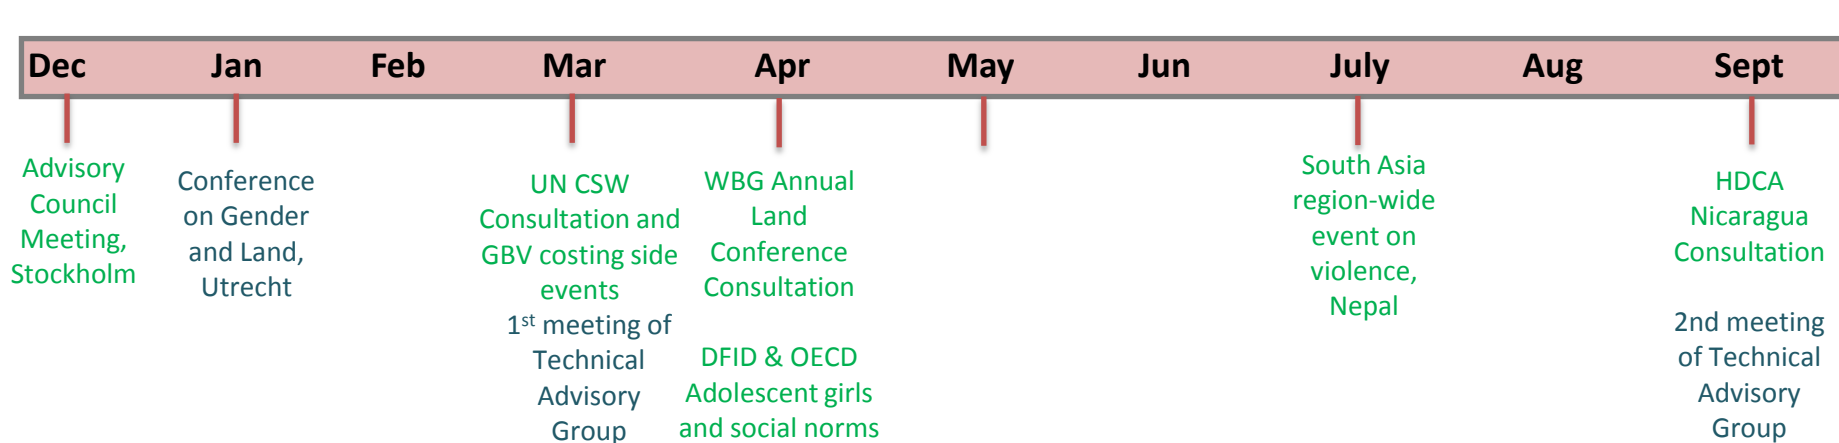 Dec Jan Feb Mar Apr May Jun July Aug Sept
Advisory
Council
Meeting,
Stockholm
Conference
on Gender
and Land,
Utrecht
UN CSW
Consultation and
GBV costing side
events
1st meeting of
Technical
Advisory
Group
WBG Annual
Land
Conference
Consultation
DFID & OECD
Adolescent girls
and social norms
South Asia
region-wide
event on
violence,
Nepal
HDCA
Nicaragua
Consultation
2nd meeting
of Technical
Advisory
Group